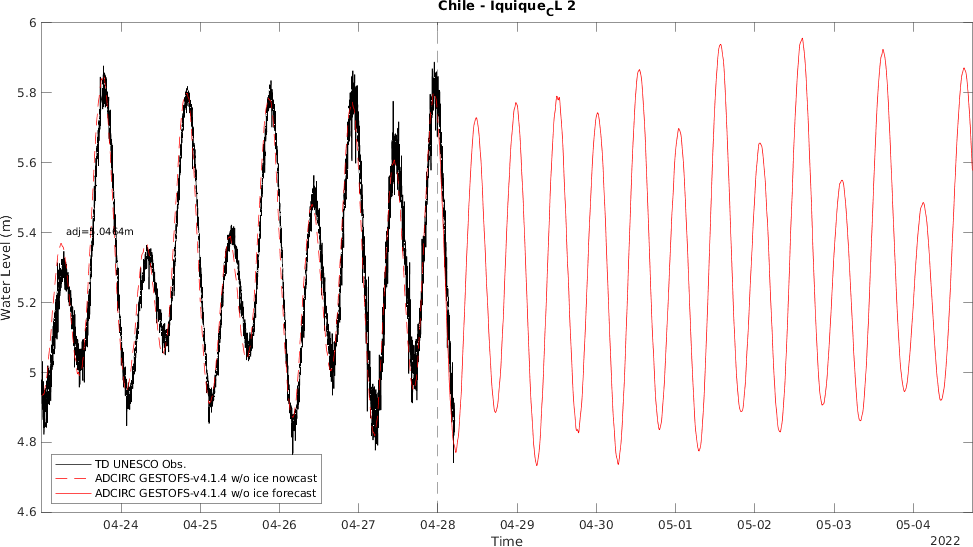 Chile - Iquique_CL 2
6
5.8
5.6
5.4
5.2
5
4.8
4.6
Water Level (m)
adj=5.0464m
TD UNESCO Obs.
ADCIRC GESTOFS-v4.1.4 w/o ice nowcast
ADCIRC GESTOFS-v4.1.4 w/o ice forecast
04-24 04-25 04-26 04-27 04-28 04-29 04-30 05-01 05-02 05-03 05-04
Time
2022